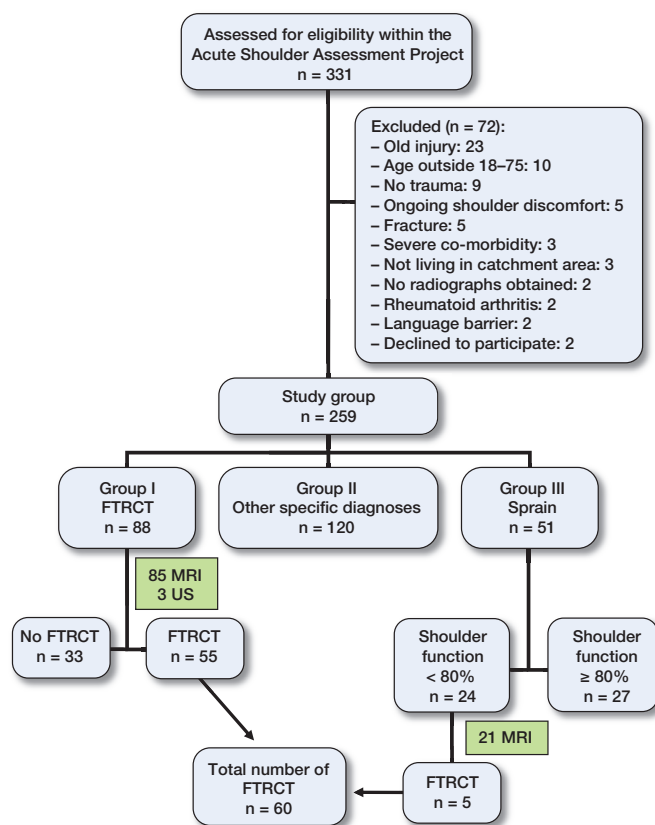 Assessed for eligibility within the
Acute Shoulder Assessment Project
n = 331
Excluded (n = 72):
– Old injury: 23
– Age outside 18–75: 10
– No trauma: 9
– Ongoing shoulder discomfort: 5
– Fracture: 5
– Severe co-morbidity: 3
– Not living in catchment area: 3
– No radiographs obtained: 2
– Rheumatoid arthritis: 2
– Language barrier: 2
– Declined to participate: 2
Study group
n = 259
Group I
FTRCT
n = 88
Group II
Other specific diagnoses
n = 120
Group III
Sprain
n = 51
85 MRI
3 US
No FTRCT
n = 33
FTRCT
n = 55
Shoulder
function
< 80%
n = 24
Shoulder
function
≥ 80%
n = 27
21 MRI
Total number of
FTRCT
n = 60
FTRCT
n = 5